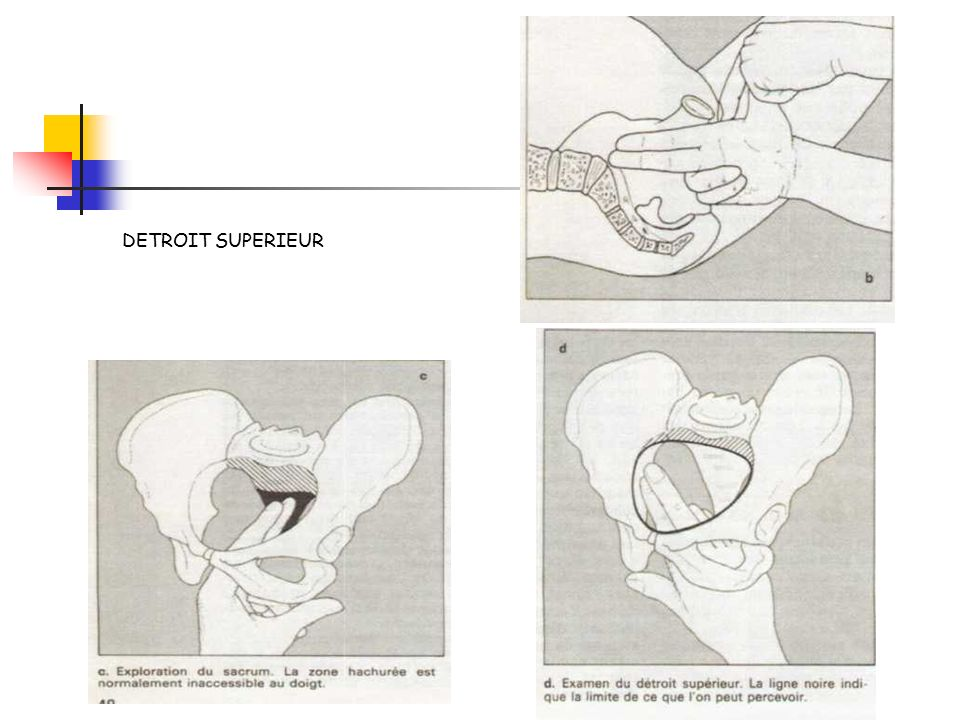 DETROIT SUPERIEUR
b
c
c. Exploration du sacrum. La zone hachurée est
normalement inaccessible au doigt.
d
d. Examen du détroit supérieur. La ligne noire indi-
que la limite de ce que l'on peut percevoir.